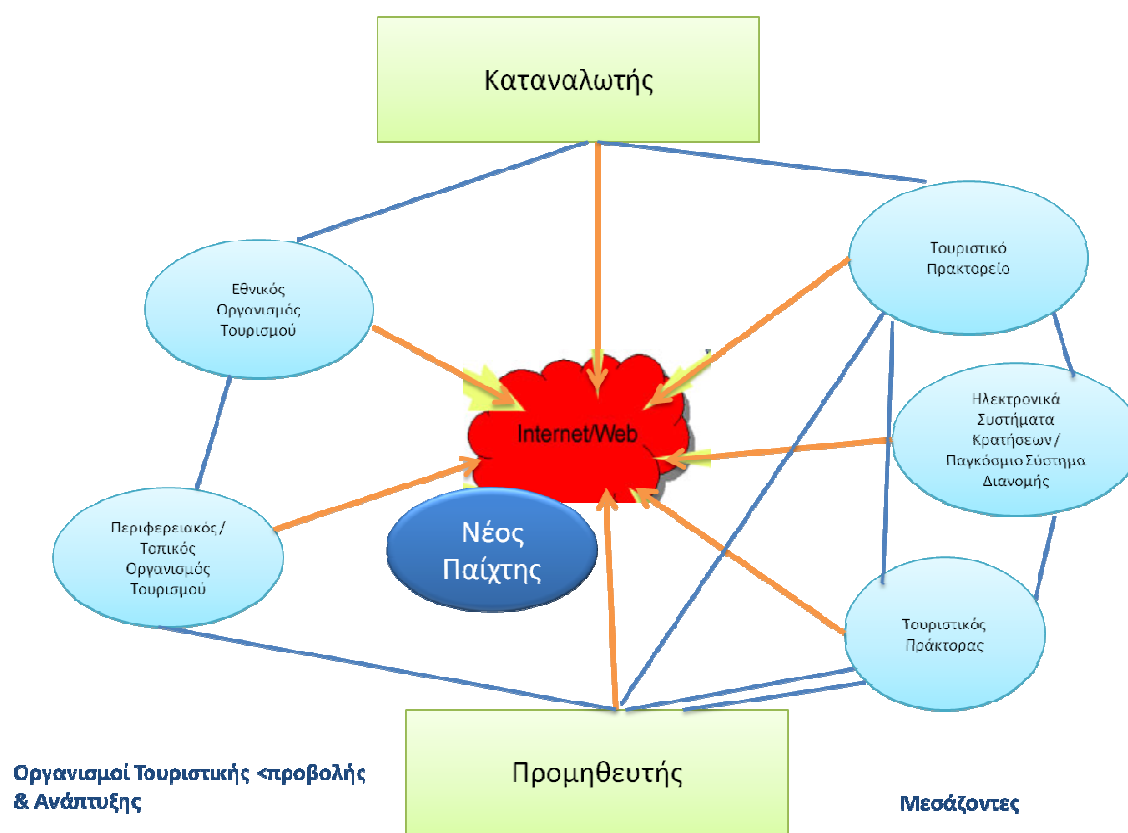 Καταναλωτής
Τουριστικό
Πρακτορείο
Εθνικός
Οργανισμός
Τουρισμού
Ηλεκτρονικά
Συστήματα
Κρατήσεων /
Παγκόσμιο Σύστημα
Διανομής
Internet/Web
Περιφερειακός /
Τοπικός
Οργανισμός
Τουρισμού
Νέος
Παίχτης
Τουριστικός
Πράκτορας
Προμηθευτής
Οργανισμοί Τουριστικής <προβολής
& Ανάπτυξης
Μεσάζοντες